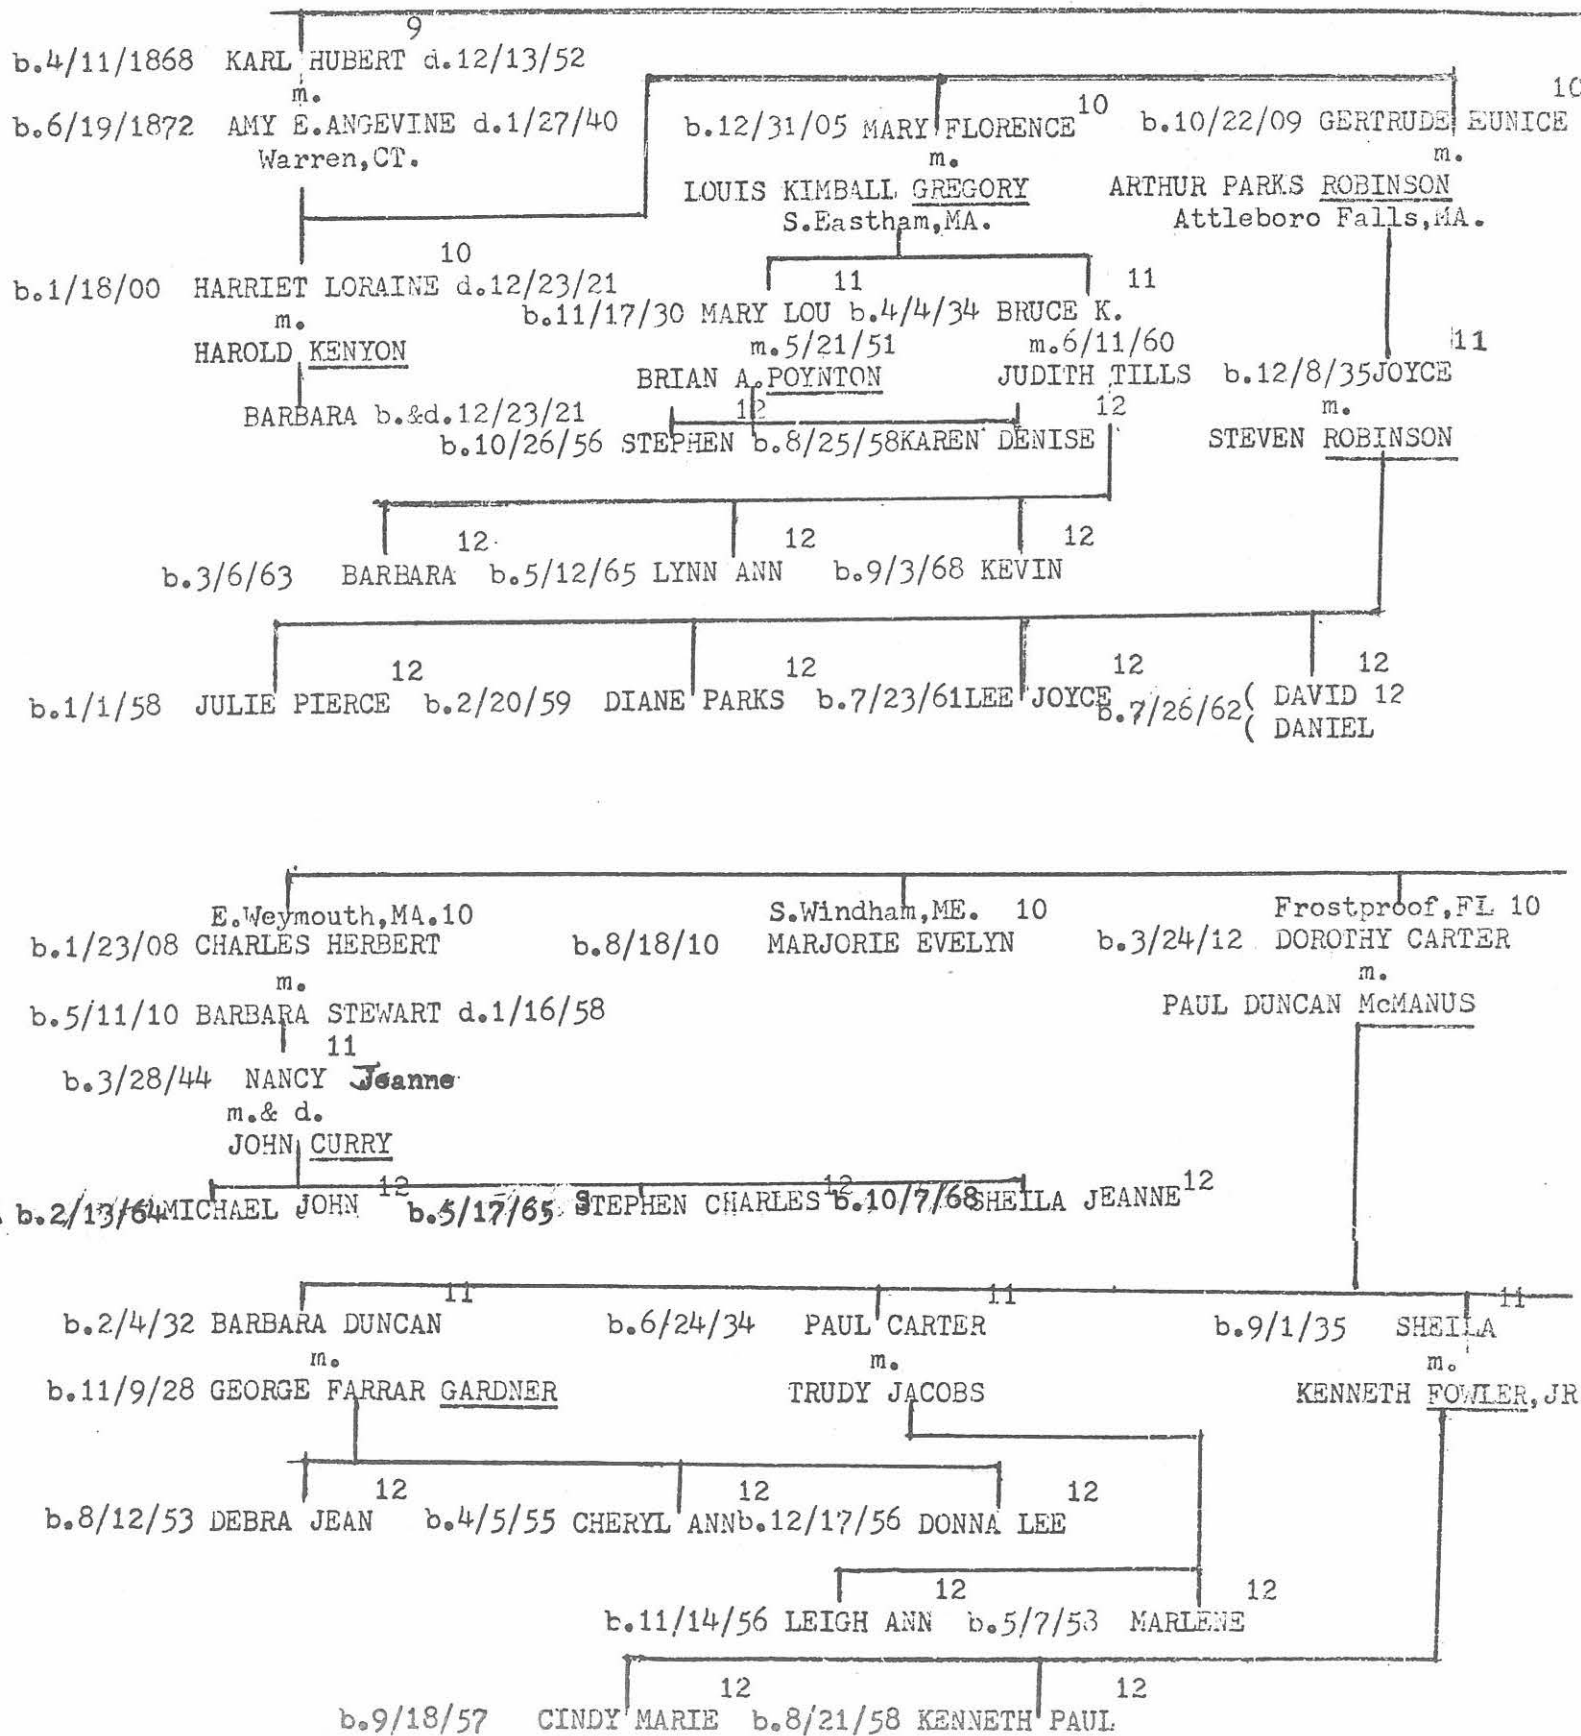 9
b.4/11/1868 KARL HUBERT d.12/13/52
m.
b.6/19/1872 AMY E.ANGEVINE d.1/27/40 b.12/31/05 MARY FLORENCE 10 b.10/22/09 GERTRUDE EUNICE 10
Warren,CT. m. m.
LOUIS KIMBALL GREGORY ARTHUR PARKS ROBINSON
S.Eastham,MA. Attleboro Falls,MA.
10 11 11
b.1/18/00 HARRIET LORAINE d.12/23/21
b.11/17/30 MARY LOU b.4/4/34 BRUCE K.
m. m.5/21/51 m.6/11/60 11
HAROLD KENYON BRIAN A.POYNTON JUDITH TILLS b.12/8/35JOYCE
BARBARA b.&d.12/23/21 12 12 m.
b.10/26/56 STEPHEN b.8/25/58KAREN DENISE STEVEN ROBINSON
12 12 12
b.3/6/63 BARBARA b.5/12/65 LYNN ANN b.9/3/68 KEVIN
12 12 12 12
b.1/1/58 JULIE PIERCE b.2/20/59 DIANE PARKS b.7/23/61LEE JOYCE b.7/26/62( DAVID 12
( DANIEL
E.Weymouth,MA.10 S.Windham,ME. 10 Frostproof,FL 10
b.1/23/08 CHARLES HERBERT b.8/18/10 MARJORIE EVELYN b.3/24/12 DOROTHY CARTER
m. m.
b.5/11/10 BARBARA STEWART d.1/16/58 PAUL DUNCAN McMANUS
11
b.3/28/44 NANCY Jeanne
m.& d.
JOHN CURRY
b.2/13/64MICHAEL JOHN 12 b.5/17/65 STEPHEN CHARLES 12 b.10/7/68SHEILA JEANNE 12
11 11 11
b.2/4/32 BARBARA DUNCAN b.6/24/34 PAUL CARTER b.9/1/35 SHEILA
m. m. m.
b.11/9/28 GEORGE FARRAR GARDNER TRUDY JACOBS KENNETH FOWLER,JR
12 12 12
b.8/12/53 DEBRA JEAN b.4/5/55 CHERYL ANNb.12/17/56 DONNA LEE
12 12
b.11/14/56 LEIGH ANN b.5/7/58 MARLENE
12 12
b.9/18/57 CINDY MARIE b.8/21/58 KENNETH PAUL